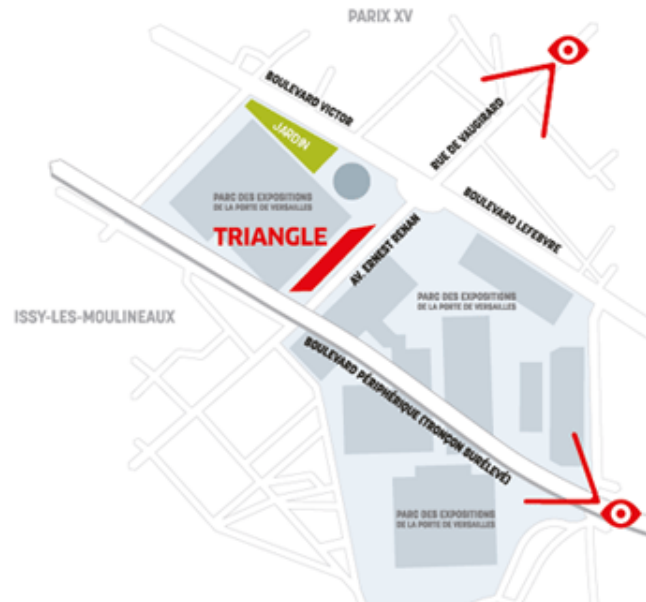 PARIX XV
BOULEVARD VICTOR
JARDIN
RUE DE VAUGIRARD
PARC DES EXPOSITIONS
DE LA PORTE DE VERSAILLES
BOULEVARD LEFEBVRE
TRIANGLE
AV. ERNEST RENAN
PARC DES EXPOSITIONS
DE LA PORTE DE VERSAILLES
ISSY-LES-MOULINEAUX
BOULEVARD PÉRIPHÉRIQUE (TRONÇON SURÉLEVÉ)
PARC DES EXPOSITIONS
DE LA PORTE DE VERSAILLES